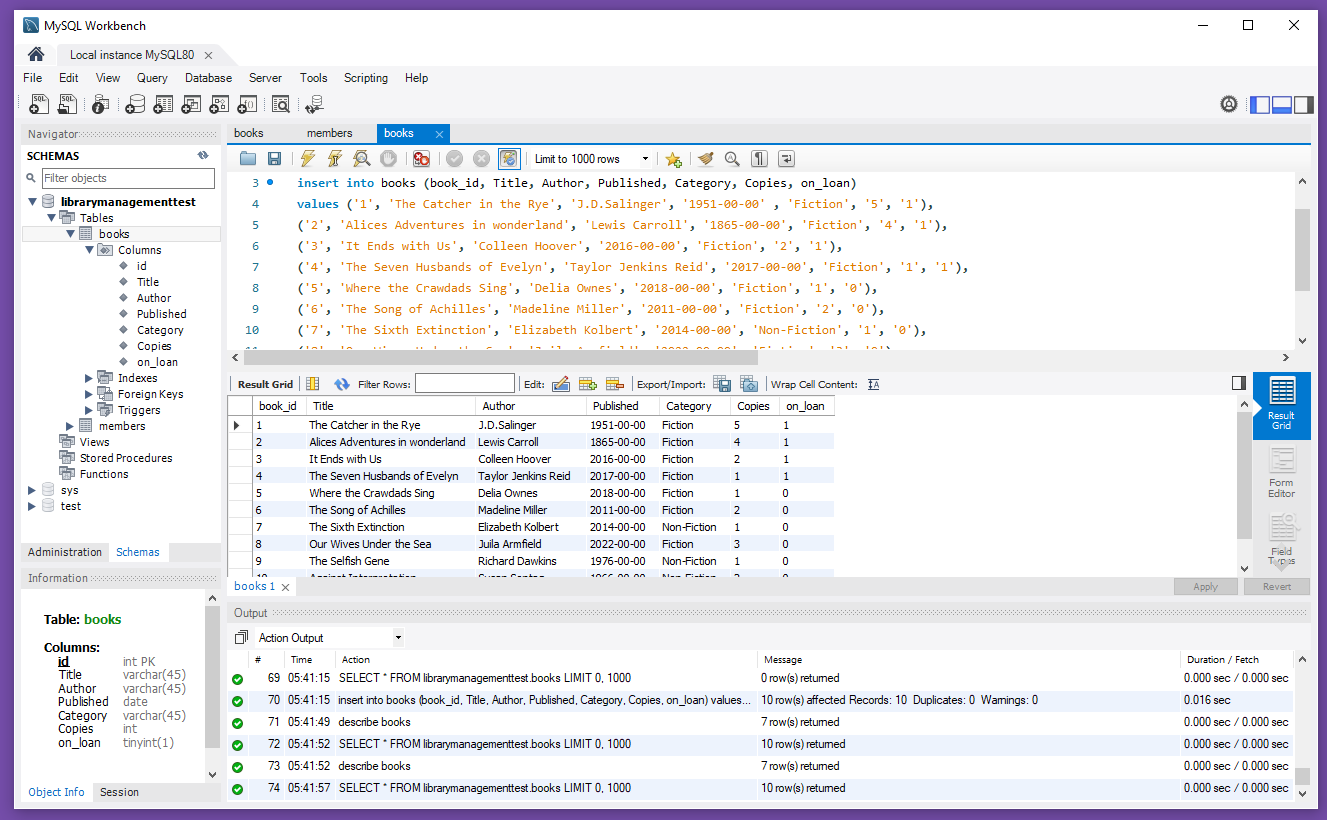 MySQL Workbench
Local instance MySQL80
File Edit View Query Database Server Tools Scripting Help
Navigator
SCHEMAS
Filter objects
librarymanagementtest
Tables
books
Columns
id
Title
Author
Published
Category
Copies
on_loan
Indexes
Foreign Keys
Triggers
members
Views
Stored Procedures
Functions
sys
test
Administration Schemas
Information
Table: books
Columns:
id int PK
Title varchar(45)
Author varchar(45)
Published date
Category varchar(45)
Copies int
on_loan tinyint(1)
Object Info Session
books members books
Limit to 1000 rows
3 insert into books (book_id, Title, Author, Published, Category, Copies, on_loan)
4 values ('1', 'The Catcher in the Rye', 'J.D.Salinger', '1951-00-00' , 'Fiction', '5', '1'),
5 ('2', 'Alices Adventures in wonderland', 'Lewis Carroll', '1865-00-00', 'Fiction', '4', '1'),
6 ('3', 'It Ends with Us', 'Colleen Hoover', '2016-00-00', 'Fiction', '2', '1'),
7 ('4', 'The Seven Husbands of Evelyn', 'Taylor Jenkins Reid', '2017-00-00', 'Fiction', '1', '1'),
8 ('5', 'Where the Crawdads Sing', 'Delia Ownes', '2018-00-00', 'Fiction', '1', '0'),
9 ('6', 'The Song of Achilles', 'Madeline Miller', '2011-00-00', 'Fiction', '2', '0'),
10 ('7', 'The Sixth Extinction', 'Elizabeth Kolbert', '2014-00-00', 'Non-Fiction', '1', '0'),
Result Grid Filter Rows: Edit: Export/Import: Wrap Cell Content:
book_id Title Author Published Category Copies on_loan
1 The Catcher in the Rye J.D.Salinger 1951-00-00 Fiction 5 1
2 Alices Adventures in wonderland Lewis Carroll 1865-00-00 Fiction 4 1
3 It Ends with Us Colleen Hoover 2016-00-00 Fiction 2 1
4 The Seven Husbands of Evelyn Taylor Jenkins Reid 2017-00-00 Fiction 1 1
5 Where the Crawdads Sing Delia Ownes 2018-00-00 Fiction 1 0
6 The Song of Achilles Madeline Miller 2011-00-00 Fiction 2 0
7 The Sixth Extinction Elizabeth Kolbert 2014-00-00 Non-Fiction 1 0
8 Our Wives Under the Sea Juila Armfield 2022-00-00 Fiction 3 0
9 The Selfish Gene Richard Dawkins 1976-00-00 Non-Fiction 1 0
Result
Grid
Form
Editor
Field
Types
books 1
Apply Revert
Output
Action Output
# Time Action Message Duration / Fetch
69 05:41:15 SELECT * FROM librarymanagementtest.books LIMIT 0, 1000 0 row(s) returned 0.000 sec / 0.000 sec
70 05:41:15 insert into books (book_id, Title, Author, Published, Category, Copies, on_loan) values... 10 row(s) affected Records: 10 Duplicates: 0 Warnings: 0 0.016 sec
71 05:41:49 describe books 7 row(s) returned 0.000 sec / 0.000 sec
72 05:41:52 SELECT * FROM librarymanagementtest.books LIMIT 0, 1000 10 row(s) returned 0.000 sec / 0.000 sec
73 05:41:52 describe books 7 row(s) returned 0.000 sec / 0.000 sec
74 05:41:57 SELECT * FROM librarymanagementtest.books LIMIT 0, 1000 10 row(s) returned 0.000 sec / 0.000 sec